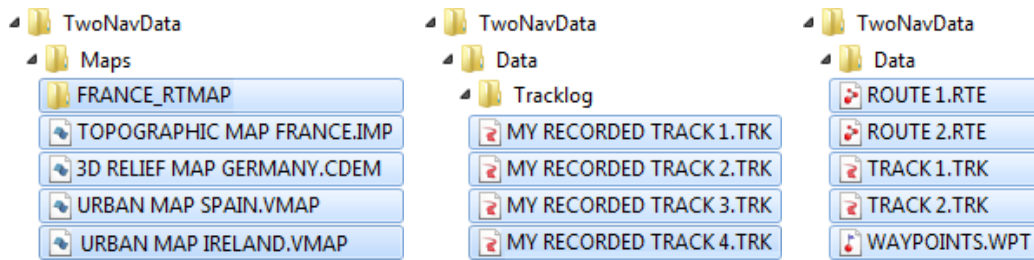 TwoNavData
Maps
FRANCE_RTMAP
TOPOGRAPHIC MAP FRANCE.IMP
3D RELIEF MAP GERMANY.CDEM
URBAN MAP SPAIN.VMAP
URBAN MAP IRELAND.VMAP
TwoNavData
Data
Tracklog
MY RECORDED TRACK 1.TRK
MY RECORDED TRACK 2.TRK
MY RECORDED TRACK 3.TRK
MY RECORDED TRACK 4.TRK
TwoNavData
Data
ROUTE 1.RTE
ROUTE 2.RTE
TRACK 1.TRK
TRACK 2.TRK
WAYPOINTS.WPT